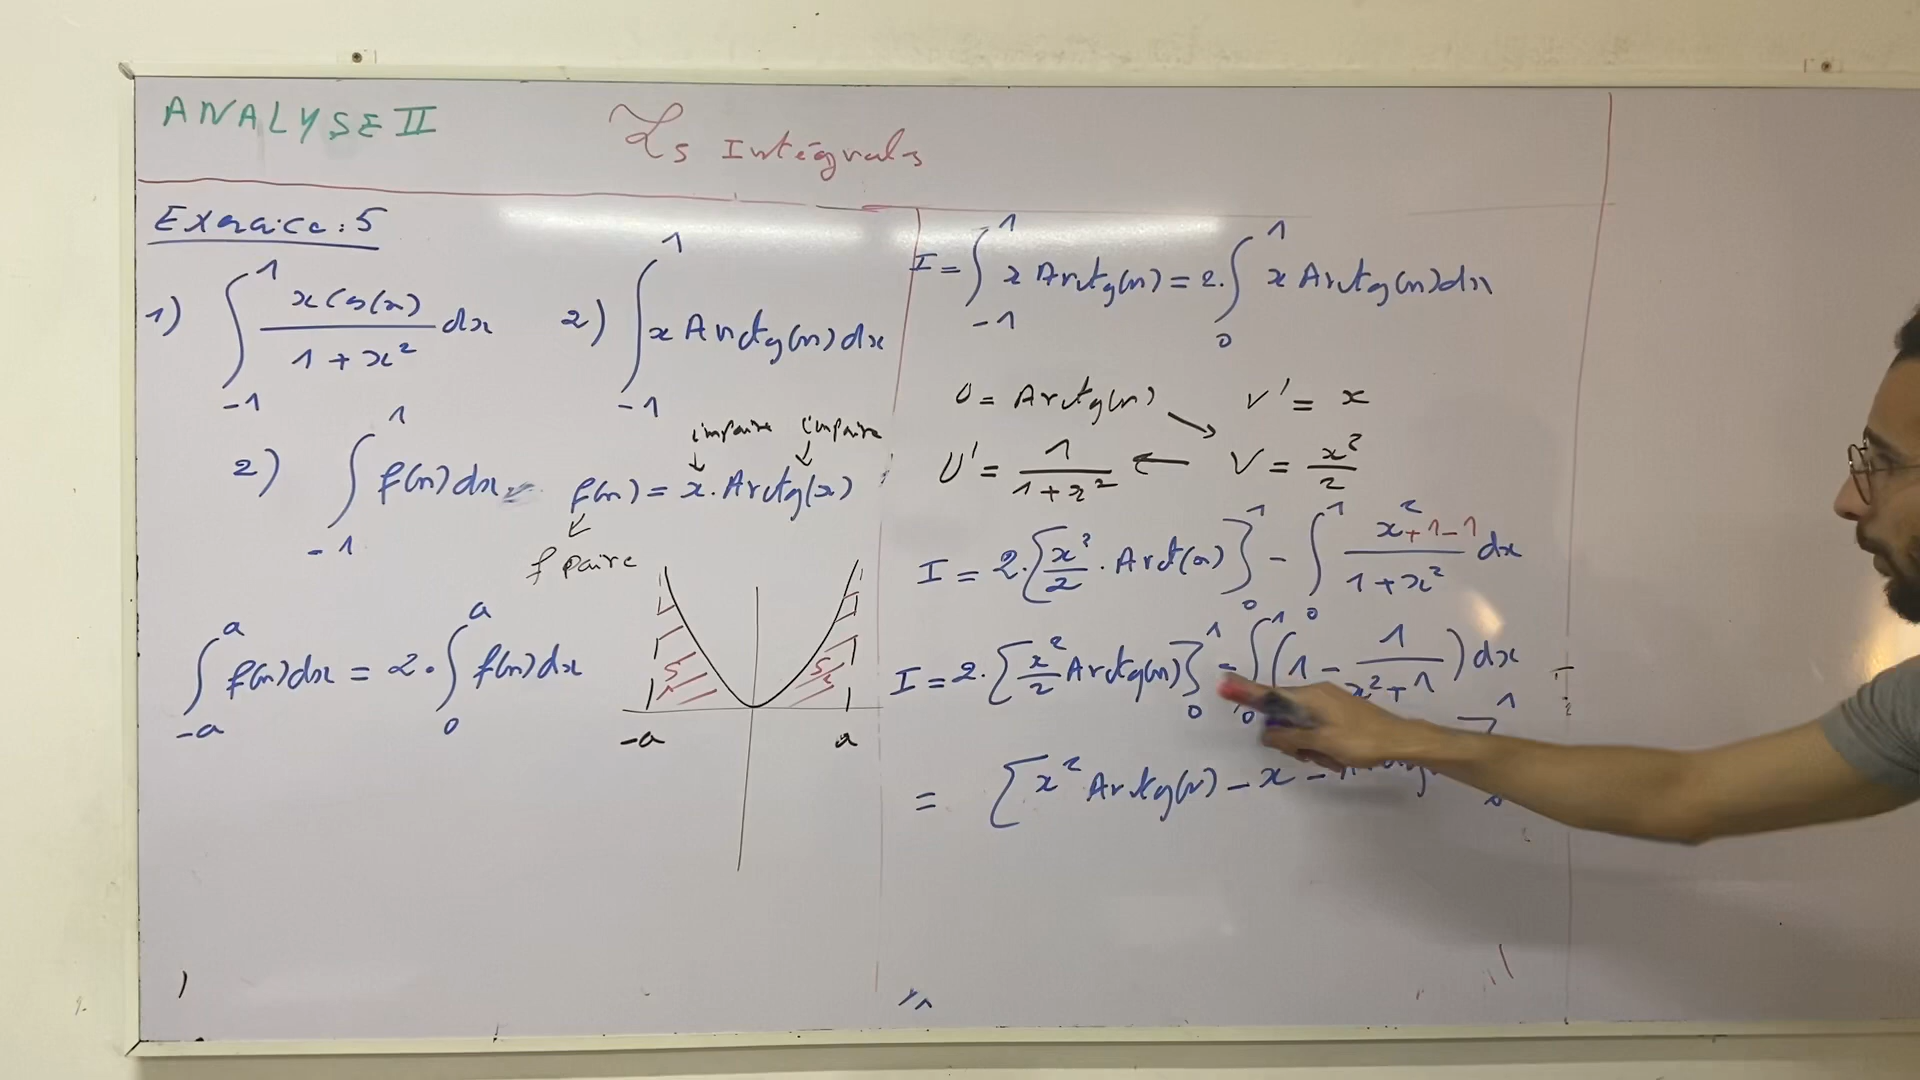 ANALYSE II
Ls Intégrals
Exercice : 5
1) ∫_{-1}^{1} x cos(x) / (1 + x²) dx 2) ∫_{-1}^{1} x Arctg(x) dx
impaire impaire
2) ∫_{-1}^{1} f(x) dx f(x) = x . Arctg(x)
f paire
∫_{-a}^{a} f(x) dx = 2 . ∫_{0}^{a} f(x) dx
S₁ S₂
-a a
I = ∫_{-1}^{1} x Arctg(x) = 2 . ∫_{0}^{1} x Arctg(x) dx
U = Arctg(x) V' = x
U' = 1 / (1 + x²) V = x² / 2
I = 2 . [x²/2 . Arct(x)]_{0}^{1} - ∫_{0}^{1} (x² + 1 - 1) / (1 + x²) dx
I = 2 . [x²/2 Arctg(x)]_{0}^{1} - ∫_{0}^{1} (1 - 1 / (x² + 1)) dx
= [x² Arctg(x) - x -